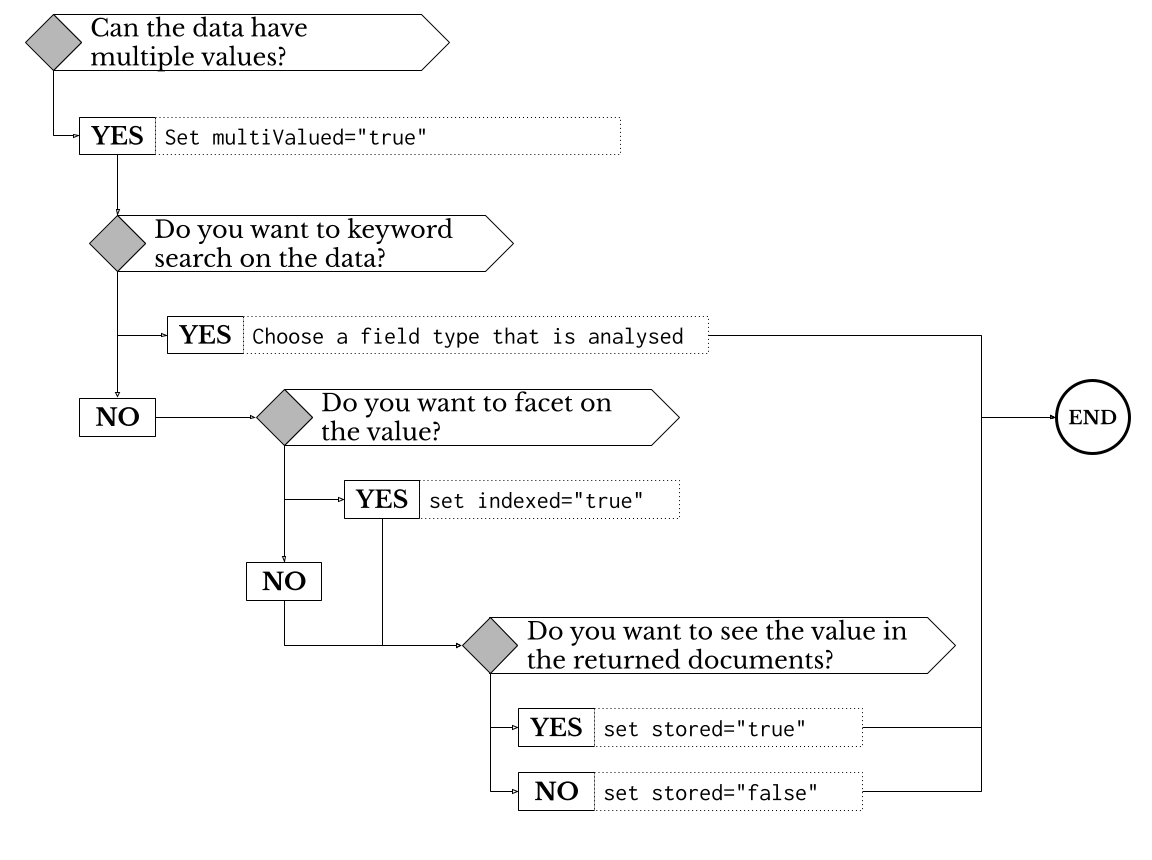 Can the data have
multiple values?
YES Set multiValued="true"
Do you want to keyword
search on the data?
YES Choose a field type that is analysed
NO
Do you want to facet on
the value?
END
YES set indexed="true"
NO
Do you want to see the value in
the returned documents?
YES set stored="true"
NO set stored="false"